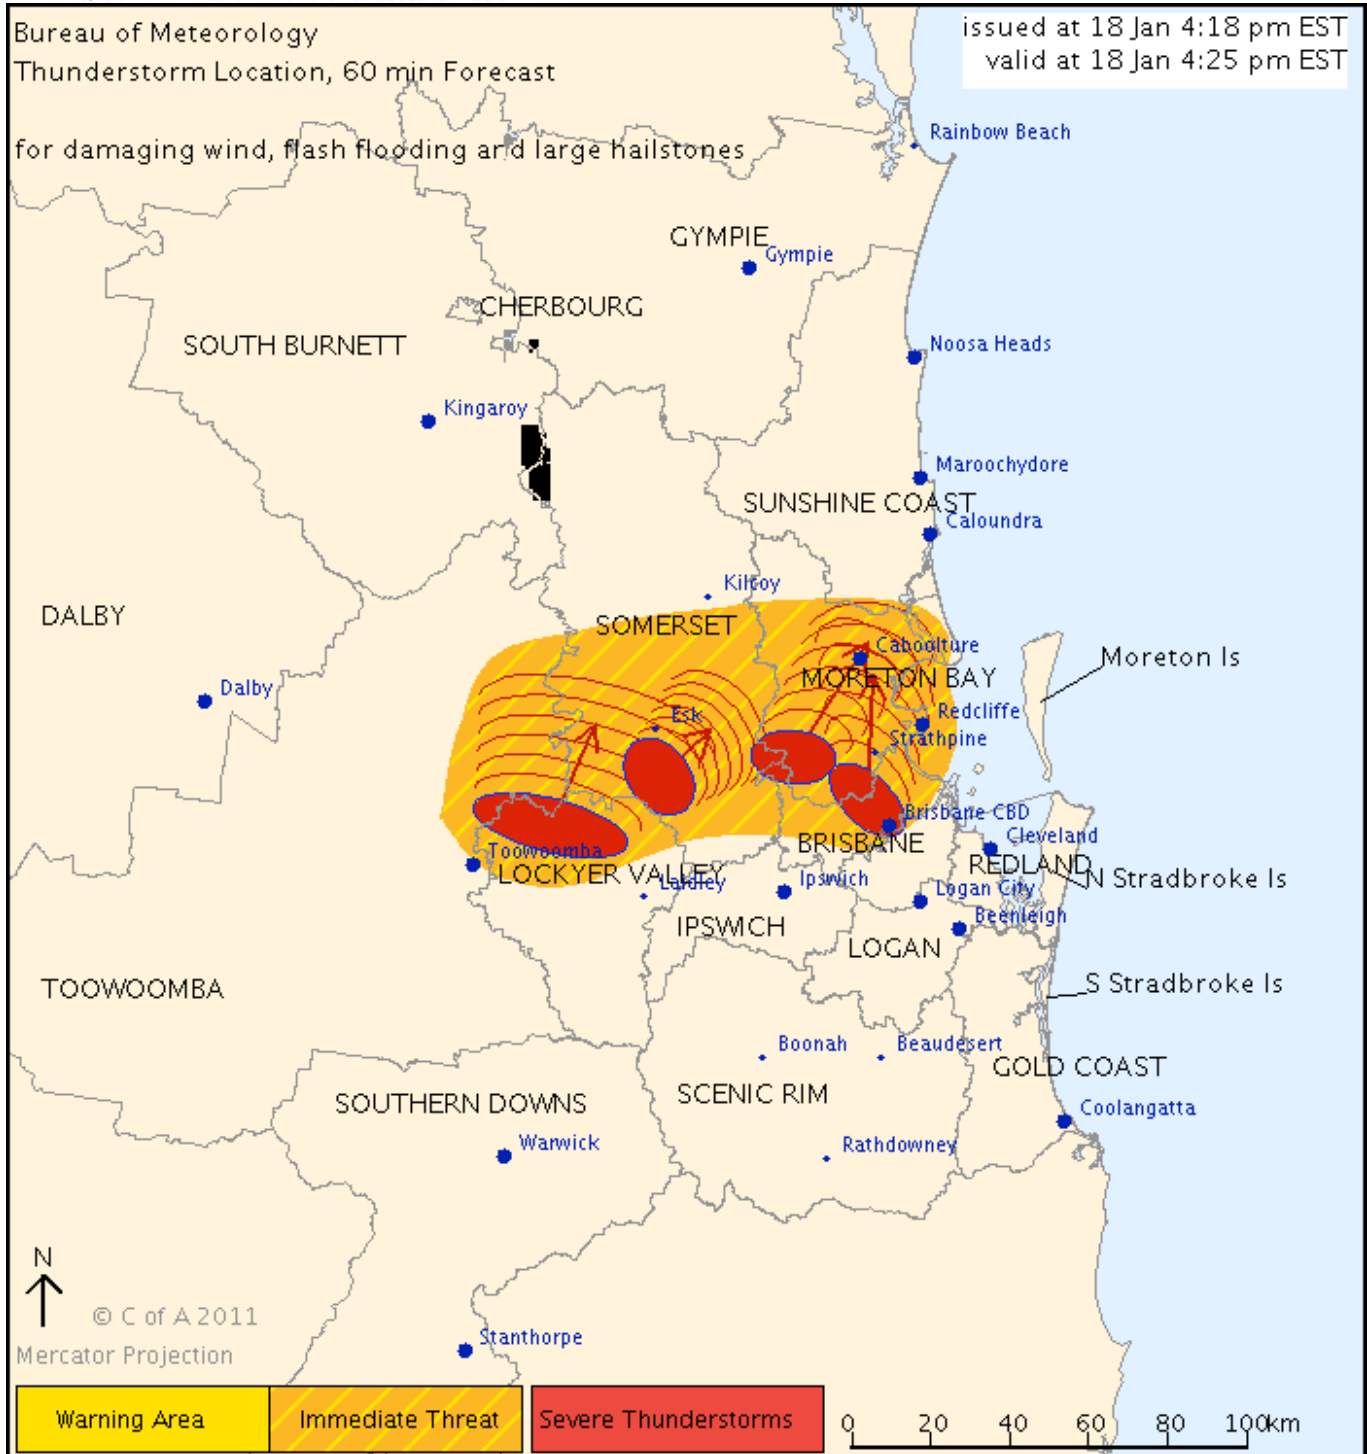 Bureau of Meteorology
Thunderstorm Location, 60 min Forecast
for damaging wind, flash flooding and large hailstones
issued at 18 Jan 4:18 pm EST
valid at 18 Jan 4:25 pm EST
Rainbow Beach
GYMPIE
Gympie
CHERBOURG
SOUTH BURNETT
Noosa Heads
Kingaroy
Maroochydore
SUNSHINE COAST
Caloundra
Kilcoy
DALBY
SOMERSET
Caboolture
Moreton Is
MORETON BAY
Dalby
Esk
Redcliffe
Strathpine
Brisbane CBD
Cleveland
BRISBANE
Toowoomba
REDLAND
LOCKYER VALLEY
Laidley
Ipswich
N Stradbroke Is
Logan City
Beenleigh
IPSWICH
LOGAN
TOOWOOMBA
S Stradbroke Is
Boonah
Beaudesert
GOLD COAST
SCENIC RIM
SOUTHERN DOWNS
Coolangatta
Warwick
Rathdowney
N
© C of A 2011
Stanthorpe
Mercator Projection
Warning Area
Immediate Threat
Severe Thunderstorms
0 20 40 60 80 100km